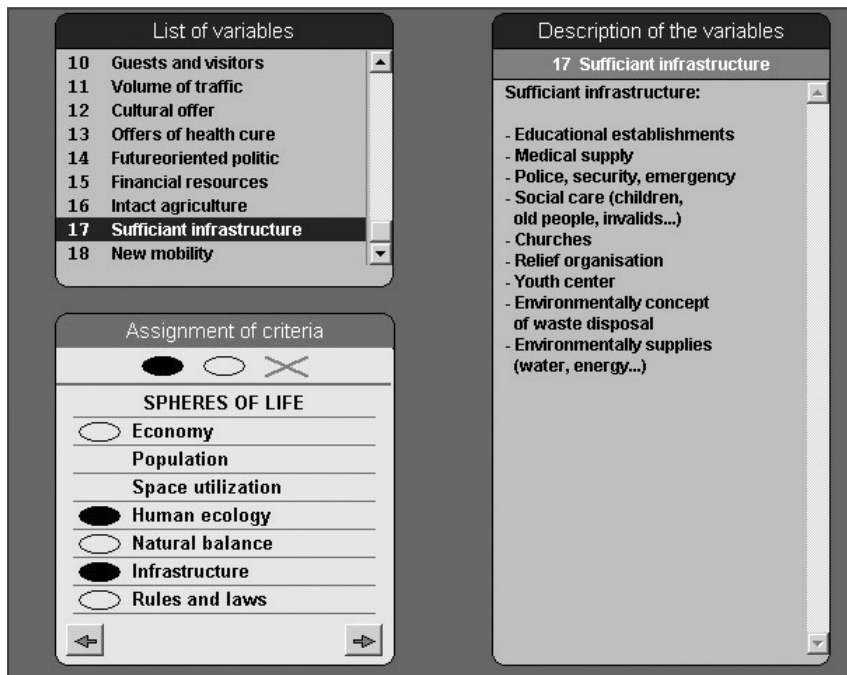 List of variables
10 Guests and visitors
11 Volume of traffic
12 Cultural offer
13 Offers of health cure
14 Futureoriented politic
15 Financial resources
16 Intact agriculture
17 Sufficiant infrastructure
18 New mobility
Assignment of criteria
SPHERES OF LIFE
Economy
Population
Space utilization
Human ecology
Natural balance
Infrastructure
Rules and laws
Description of the variables
17 Sufficiant infrastructure
Sufficiant infrastructure:
- Educational establishments
- Medical supply
- Police, security, emergency
- Social care (children,
old people, invalids...)
- Churches
- Relief organisation
- Youth center
- Environmentally concept
of waste disposal
- Environmentally supplies
(water, energy...)